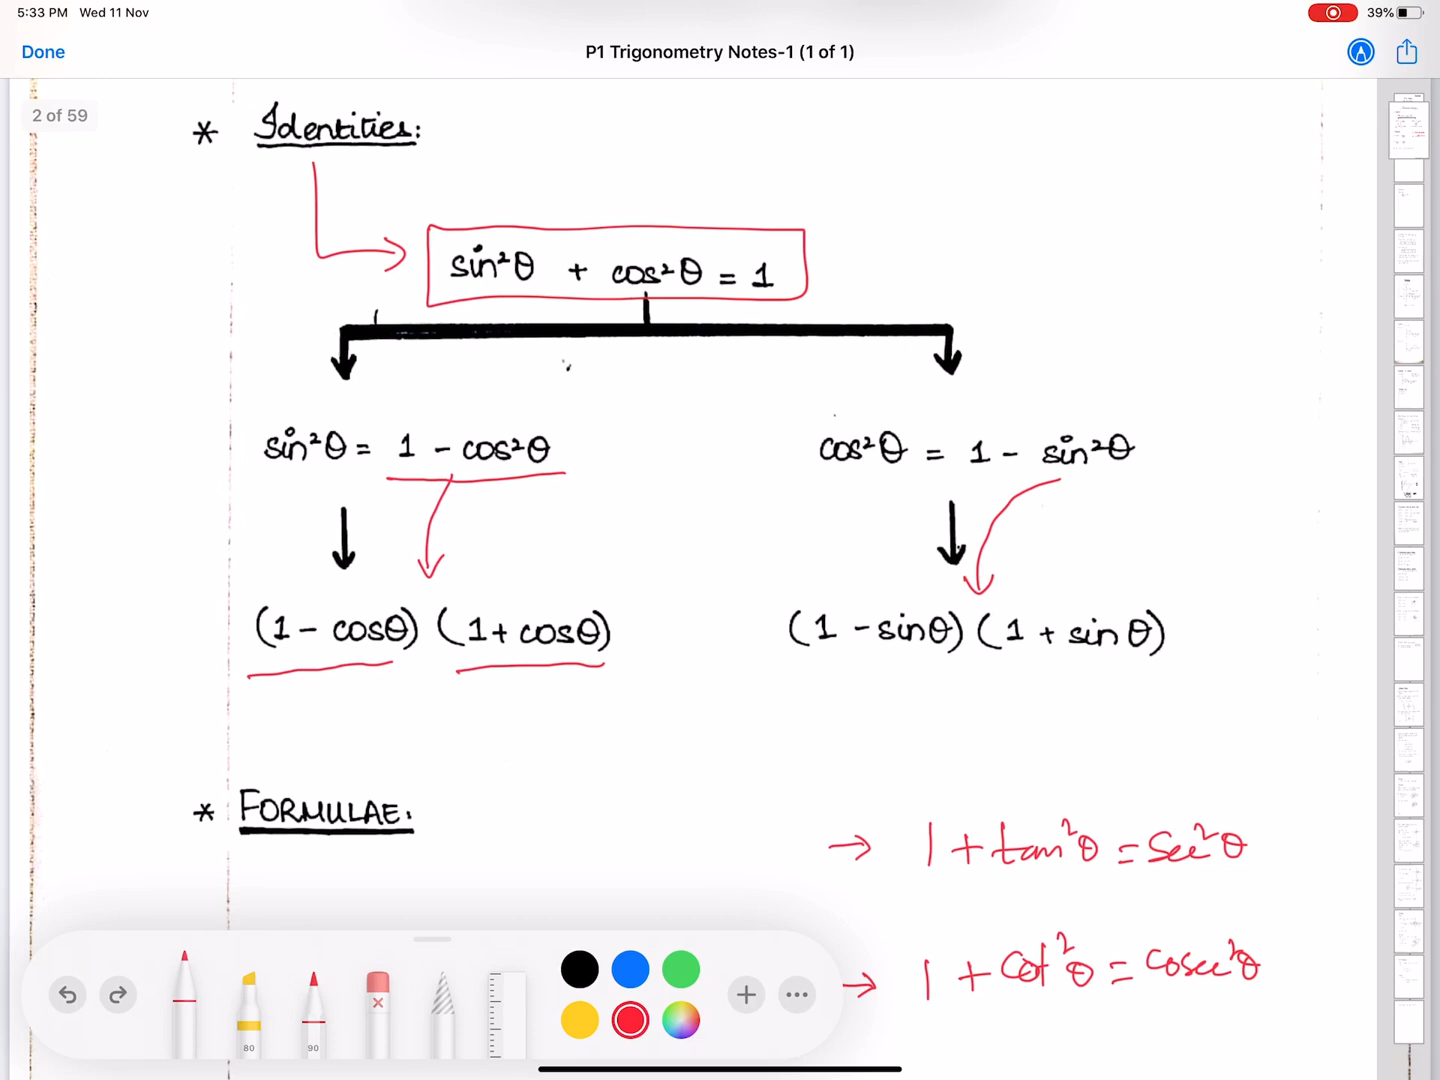 5:33 PM Wed 11 Nov
39%
Done
P1 Trigonometry Notes-1 (1 of 1)
2 of 59
* Identities:
sin²θ + cos²θ = 1
sin²θ = 1 - cos²θ
cos²θ = 1 - sin²θ
(1 - cosθ) (1 + cosθ)
(1 - sinθ) (1 + sinθ)
* FORMULAE:
→ 1 + tan²θ = sec²θ
→ 1 + cot²θ = cosec²θ
80
90